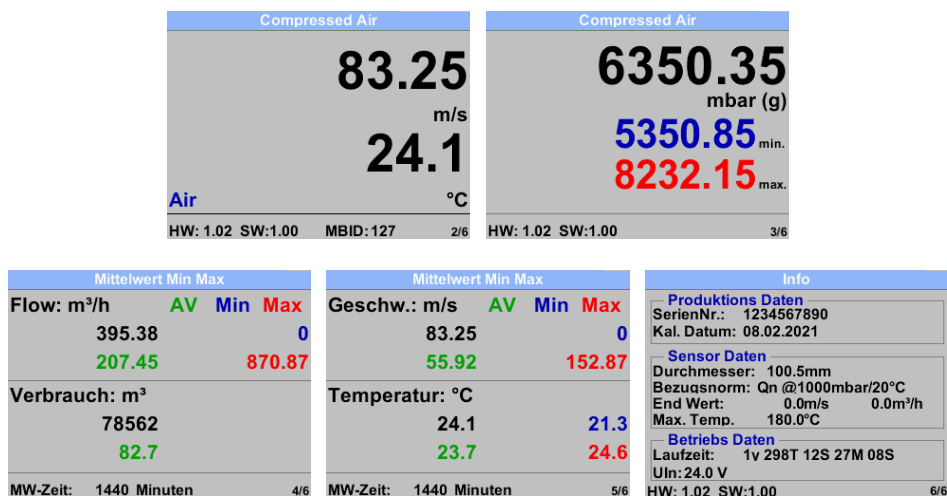 Compressed Air
83.25
m/s
24.1
Air °C
HW: 1.02 SW:1.00 MBID:127 2/6
Compressed Air
6350.35
mbar (g)
5350.85 min.
8232.15 max.
HW: 1.02 SW:1.00 3/6
Mittelwert Min Max
Flow: m³/h AV Min Max
395.38 0
207.45 870.87
Verbrauch: m³
78562
82.7
MW-Zeit: 1440 Minuten 4/6
Mittelwert Min Max
Geschw.: m/s AV Min Max
83.25 0
55.92 152.87
Temperatur: °C
24.1 21.3
23.7 24.6
MW-Zeit: 1440 Minuten 5/6
Info
Produktions Daten
SerienNr.: 1234567890
Kal. Datum: 08.02.2021
Sensor Daten
Durchmesser: 100.5mm
Bezugsnorm: Qn @1000mbar/20°C
End Wert: 0.0m/s 0.0m³/h
Max. Temp. 180.0°C
Betriebs Daten
Laufzeit: 1y 298T 12S 27M 08S
UIn: 24.0 V
HW: 1.02 SW:1.00 6/6